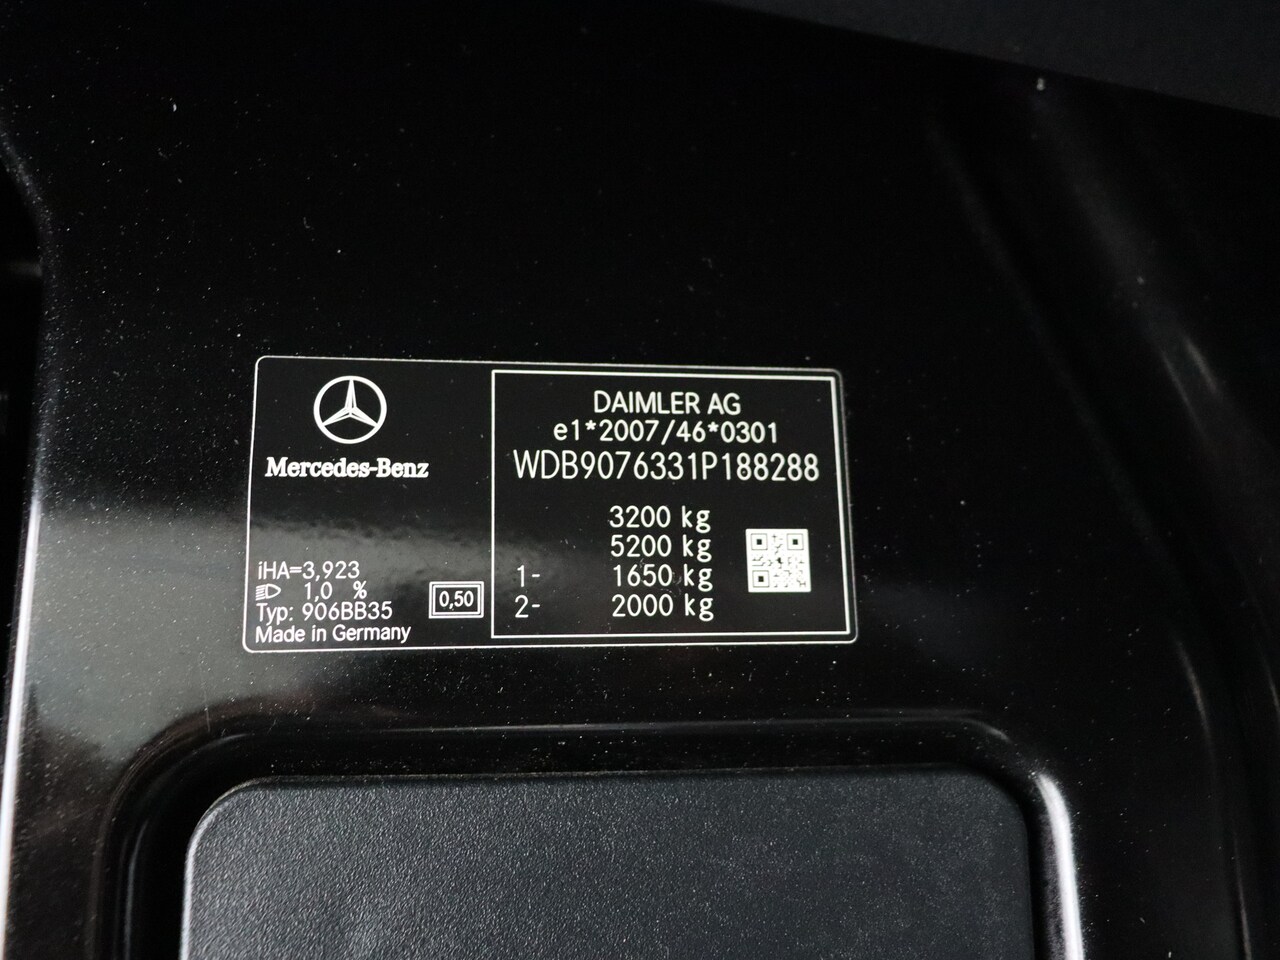 Mercedes-Benz
iHA=3,923
1,0 %
Typ: 906BB35
Made in Germany
0,50
DAIMLER AG
e1*2007/46*0301
WDB9076331P188288
3200 kg
5200 kg
1- 1650 kg
2- 2000 kg